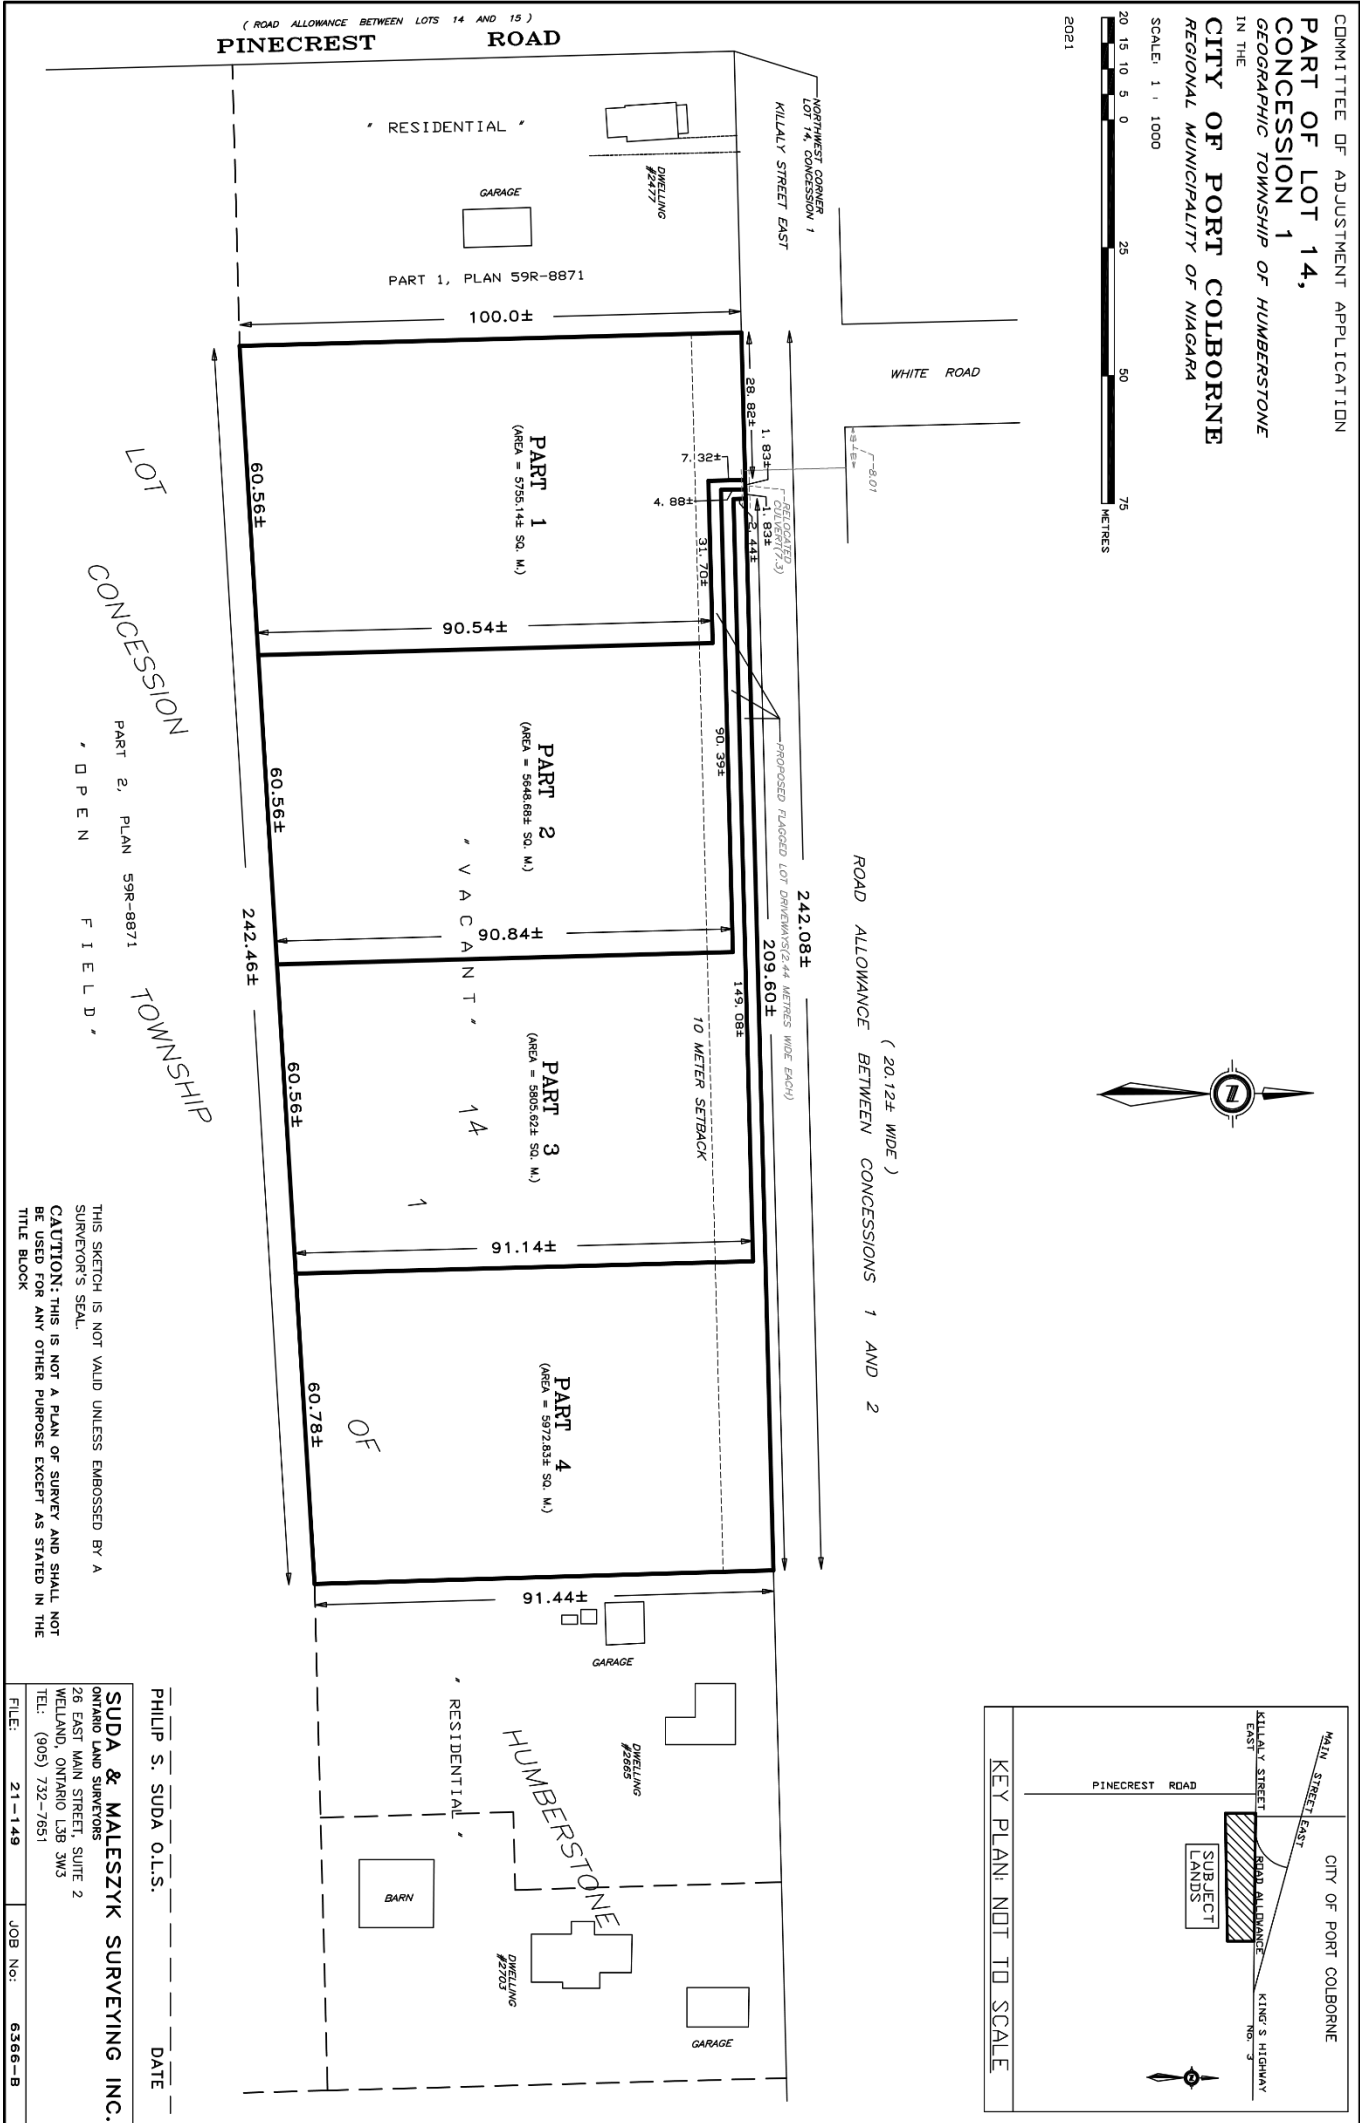 COMMITTEE OF ADJUSTMENT APPLICATION
PART OF LOT 14,
CONCESSION 1
GEOGRAPHIC TOWNSHIP OF HUMBERSTONE
IN THE
CITY OF PORT COLBORNE
REGIONAL MUNICIPALITY OF NIAGARA
SCALE: 1 : 1000
20 15 10 5 0 25 50 75
METRES
2021
CITY OF PORT COLBORNE
MAIN STREET EAST
KILLALY STREET
EAST
ROAD ALLOWANCE
KING'S HIGHWAY
No. 3
PINECREST ROAD
SUBJECT
LANDS
KEY PLAN: NOT TO SCALE
WHITE ROAD
8.01
( 20.12± WIDE )
ROAD ALLOWANCE BETWEEN CONCESSIONS 1 AND 2
NORTHWEST CORNER
LOT 14, CONCESSION 1
KILLALY STREET EAST
( ROAD ALLOWANCE BETWEEN LOTS 14 AND 15 )
PINECREST ROAD
" RESIDENTIAL "
DWELLING
#2477
GARAGE
PART 1, PLAN 59R-8871
100.0±
242.08±
209.60±
28.82±
1.83±
1.83±
2.44±
7.32±
4.88±
31.70±
RELOCATED
CULVERT(7.3)
PROPOSED FLAGGED LOT DRIVEWAYS(2.44 METRES WIDE EACH)
90.39±
149.08±
10 METER SETBACK
PART 1
(AREA = 5755.14± SQ. M.)
90.54±
PART 2
(AREA = 5648.68± SQ. M.)
90.84±
PART 3
(AREA = 5805.62± SQ. M.)
91.14±
PART 4
(AREA = 5972.83± SQ. M.)
91.44±
" VACANT "
60.56±
60.56±
60.56±
60.78±
242.46±
LOT 14
CONCESSION 1
TOWNSHIP OF HUMBERSTONE
PART 2, PLAN 59R-8871
" OPEN FIELD "
GARAGE
DWELLING
#2665
" RESIDENTIAL "
BARN
DWELLING
#2703
GARAGE
THIS SKETCH IS NOT VALID UNLESS EMBOSSED BY A
SURVEYOR'S SEAL.
CAUTION: THIS IS NOT A PLAN OF SURVEY AND SHALL NOT
BE USED FOR ANY OTHER PURPOSE EXCEPT AS STATED IN THE
TITLE BLOCK
PHILIP S. SUDA O.L.S. DATE
SUDA & MALESZYK SURVEYING INC.
ONTARIO LAND SURVEYORS
26 EAST MAIN STREET, SUITE 2
WELLAND, ONTARIO L3B 3W3
TEL: (905) 732-7651
FILE: 21-149 JOB No: 6366-B